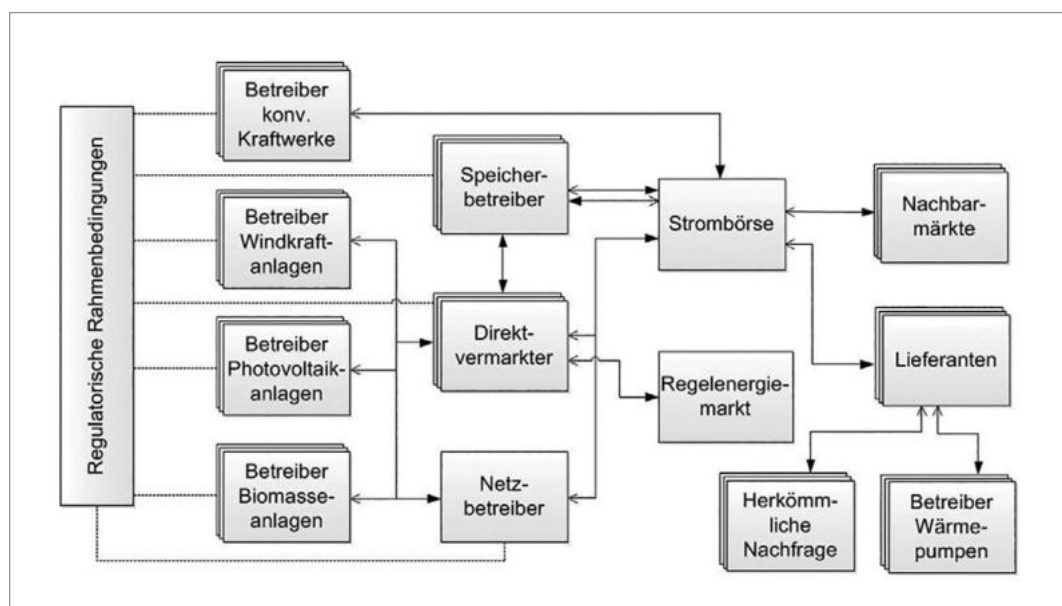 Regulatorische Rahmenbedingungen
Betreiber
konv.
Kraftwerke
Betreiber
Windkraft-
anlagen
Betreiber
Photovoltaik-
anlagen
Betreiber
Biomasse-
anlagen
Speicher-
betreiber
Direkt-
vermarkter
Netz-
betreiber
Strombörse
Regelenergie-
markt
Nachbar-
märkte
Lieferanten
Herkömm-
liche
Nachfrage
Betreiber
Wärme-
pumpen